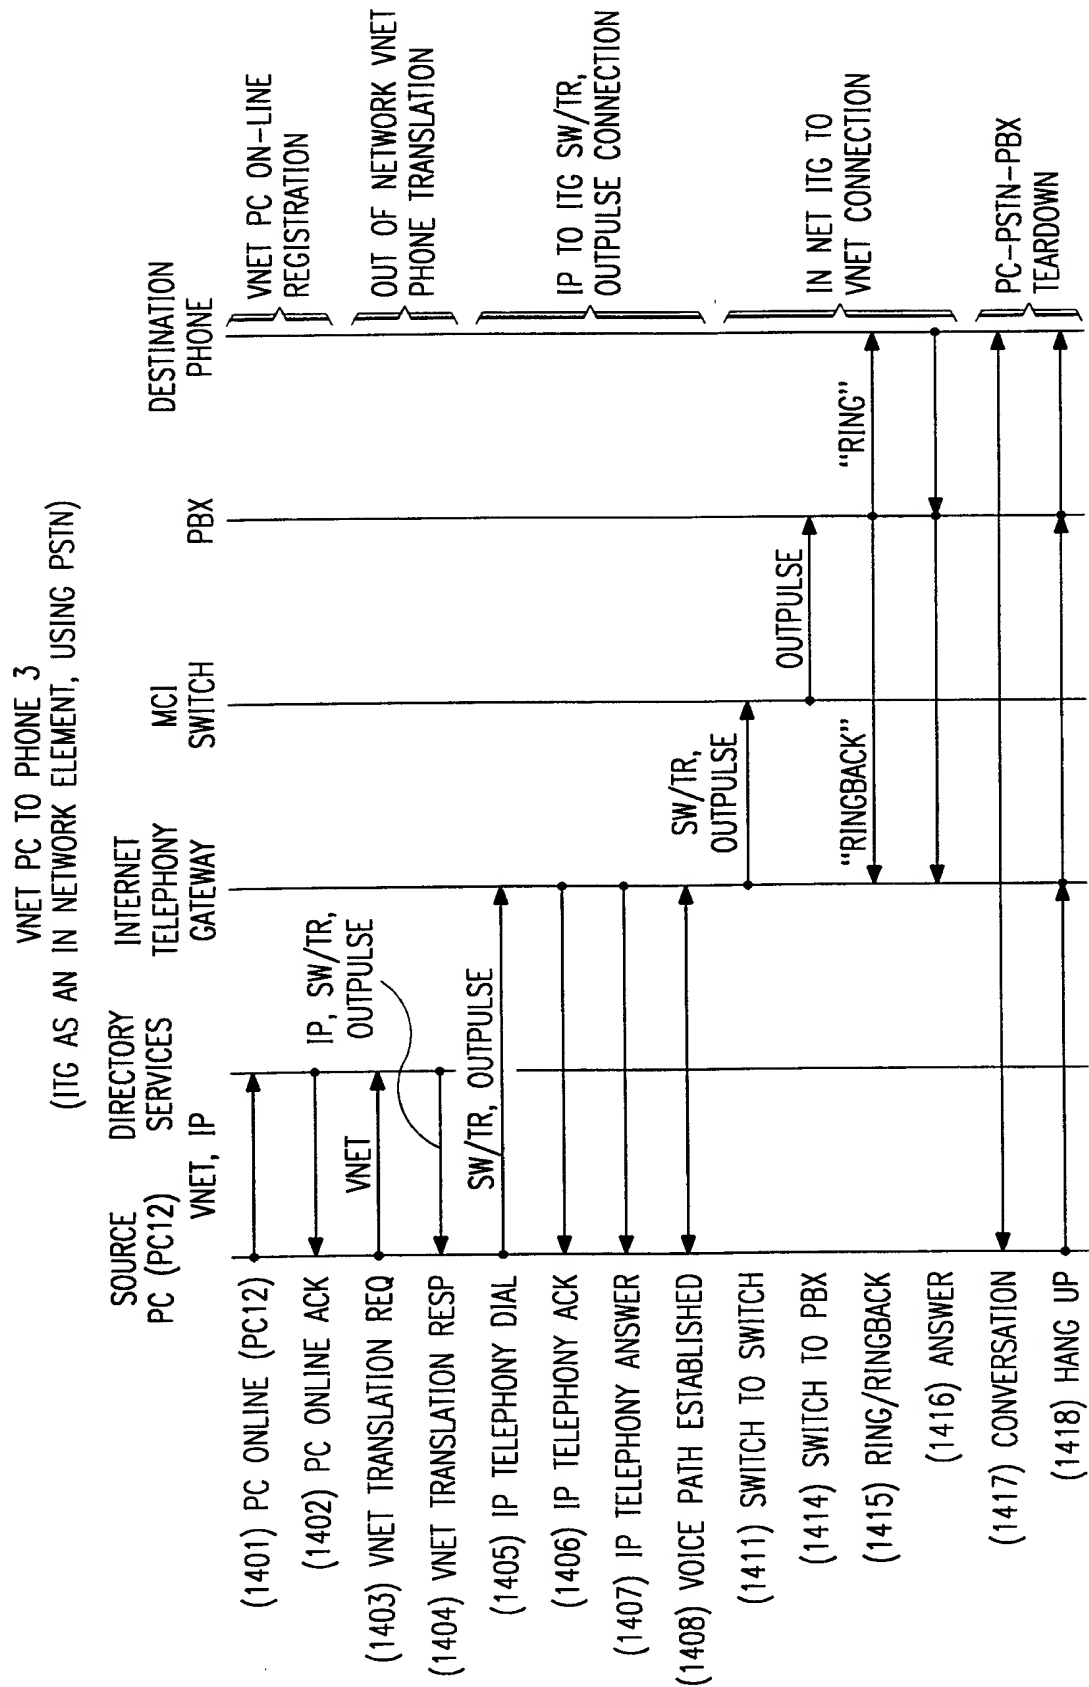 VNET PC TO PHONE 3
(ITG AS AN IN NETWORK ELEMENT, USING PSTN)
SOURCE
PC (PC12)
DIRECTORY
SERVICES
INTERNET
TELEPHONY
GATEWAY
MCI
SWITCH
PBX
DESTINATION
PHONE
VNET, IP
(1401) PC ONLINE (PC12)
(1402) PC ONLINE ACK
VNET PC ON-LINE
REGISTRATION
(1403) VNET TRANSLATION REQ
VNET
IP, SW/TR,
OUTPULSE
(1404) VNET TRANSLATION RESP
OUT OF NETWORK VNET
PHONE TRANSLATION
(1405) IP TELEPHONY DIAL
SW/TR, OUTPULSE
(1406) IP TELEPHONY ACK
(1407) IP TELEPHONY ANSWER
(1408) VOICE PATH ESTABLISHED
IP TO ITG SW/TR,
OUTPULSE CONNECTION
(1411) SWITCH TO SWITCH
SW/TR,
OUTPULSE
(1414) SWITCH TO PBX
OUTPULSE
(1415) RING/RINGBACK
"RINGBACK"
"RING"
(1416) ANSWER
IN NET ITG TO
VNET CONNECTION
(1417) CONVERSATION
(1418) HANG UP
PC-PSTN-PBX
TEARDOWN